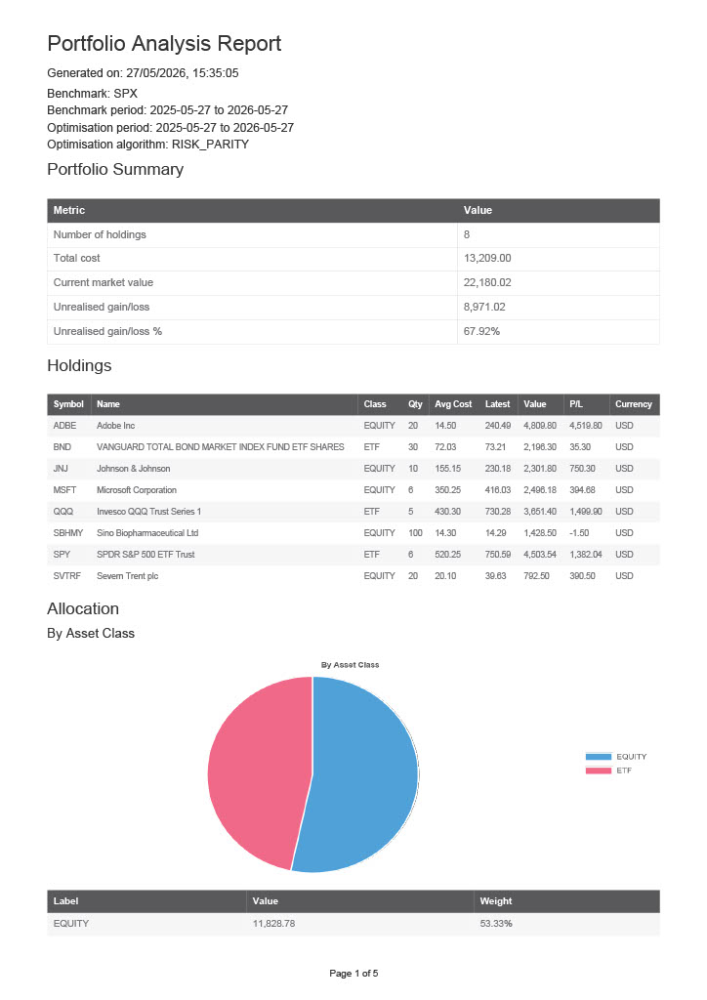 Portfolio Analysis Report
Generated on: 27/05/2026, 15:35:05
Benchmark: SPX
Benchmark period: 2025-05-27 to 2026-05-27
Optimisation period: 2025-05-27 to 2026-05-27
Optimisation algorithm: RISK_PARITY
Portfolio Summary
Metric Value
Number of holdings 8
Total cost 13,209.00
Current market value 22,180.02
Unrealised gain/loss 8,971.02
Unrealised gain/loss % 67.92%
Holdings
Symbol Name Class Qty Avg Cost Latest Value P/L Currency
ADBE Adobe Inc EQUITY 20 14.50 240.49 4,809.80 4,519.80 USD
BND VANGUARD TOTAL BOND MARKET INDEX FUND ETF SHARES ETF 30 72.03 73.21 2,196.30 35.30 USD
JNJ Johnson & Johnson EQUITY 10 155.15 230.18 2,301.80 750.30 USD
MSFT Microsoft Corporation EQUITY 6 350.25 416.03 2,496.18 394.68 USD
QQQ Invesco QQQ Trust Series 1 ETF 5 430.30 730.28 3,651.40 1,499.90 USD
SBHMY Sino Biopharmaceutical Ltd EQUITY 100 14.30 14.29 1,428.50 -1.50 USD
SPY SPDR S&P 500 ETF Trust ETF 6 520.25 750.59 4,503.54 1,382.04 USD
SVTRF Severn Trent plc EQUITY 20 20.10 39.63 792.50 390.50 USD
Allocation
By Asset Class
By Asset Class
EQUITY
ETF
Label Value Weight
EQUITY 11,828.78 53.33%
Page 1 of 5